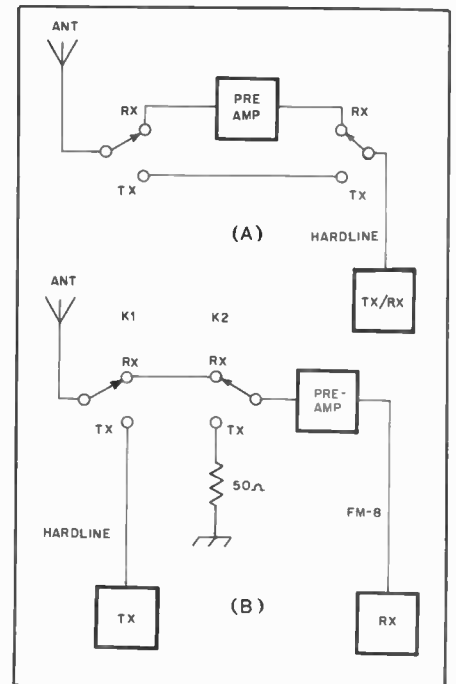 ANT
RX
PRE
AMP
RX
TX
TX
(A)
HARDLINE
TX/RX
ANT
K1
K2
RX
RX
PRE-
AMP
TX
TX
50Ω
HARDLINE
FM-8
TX
(B)
RX